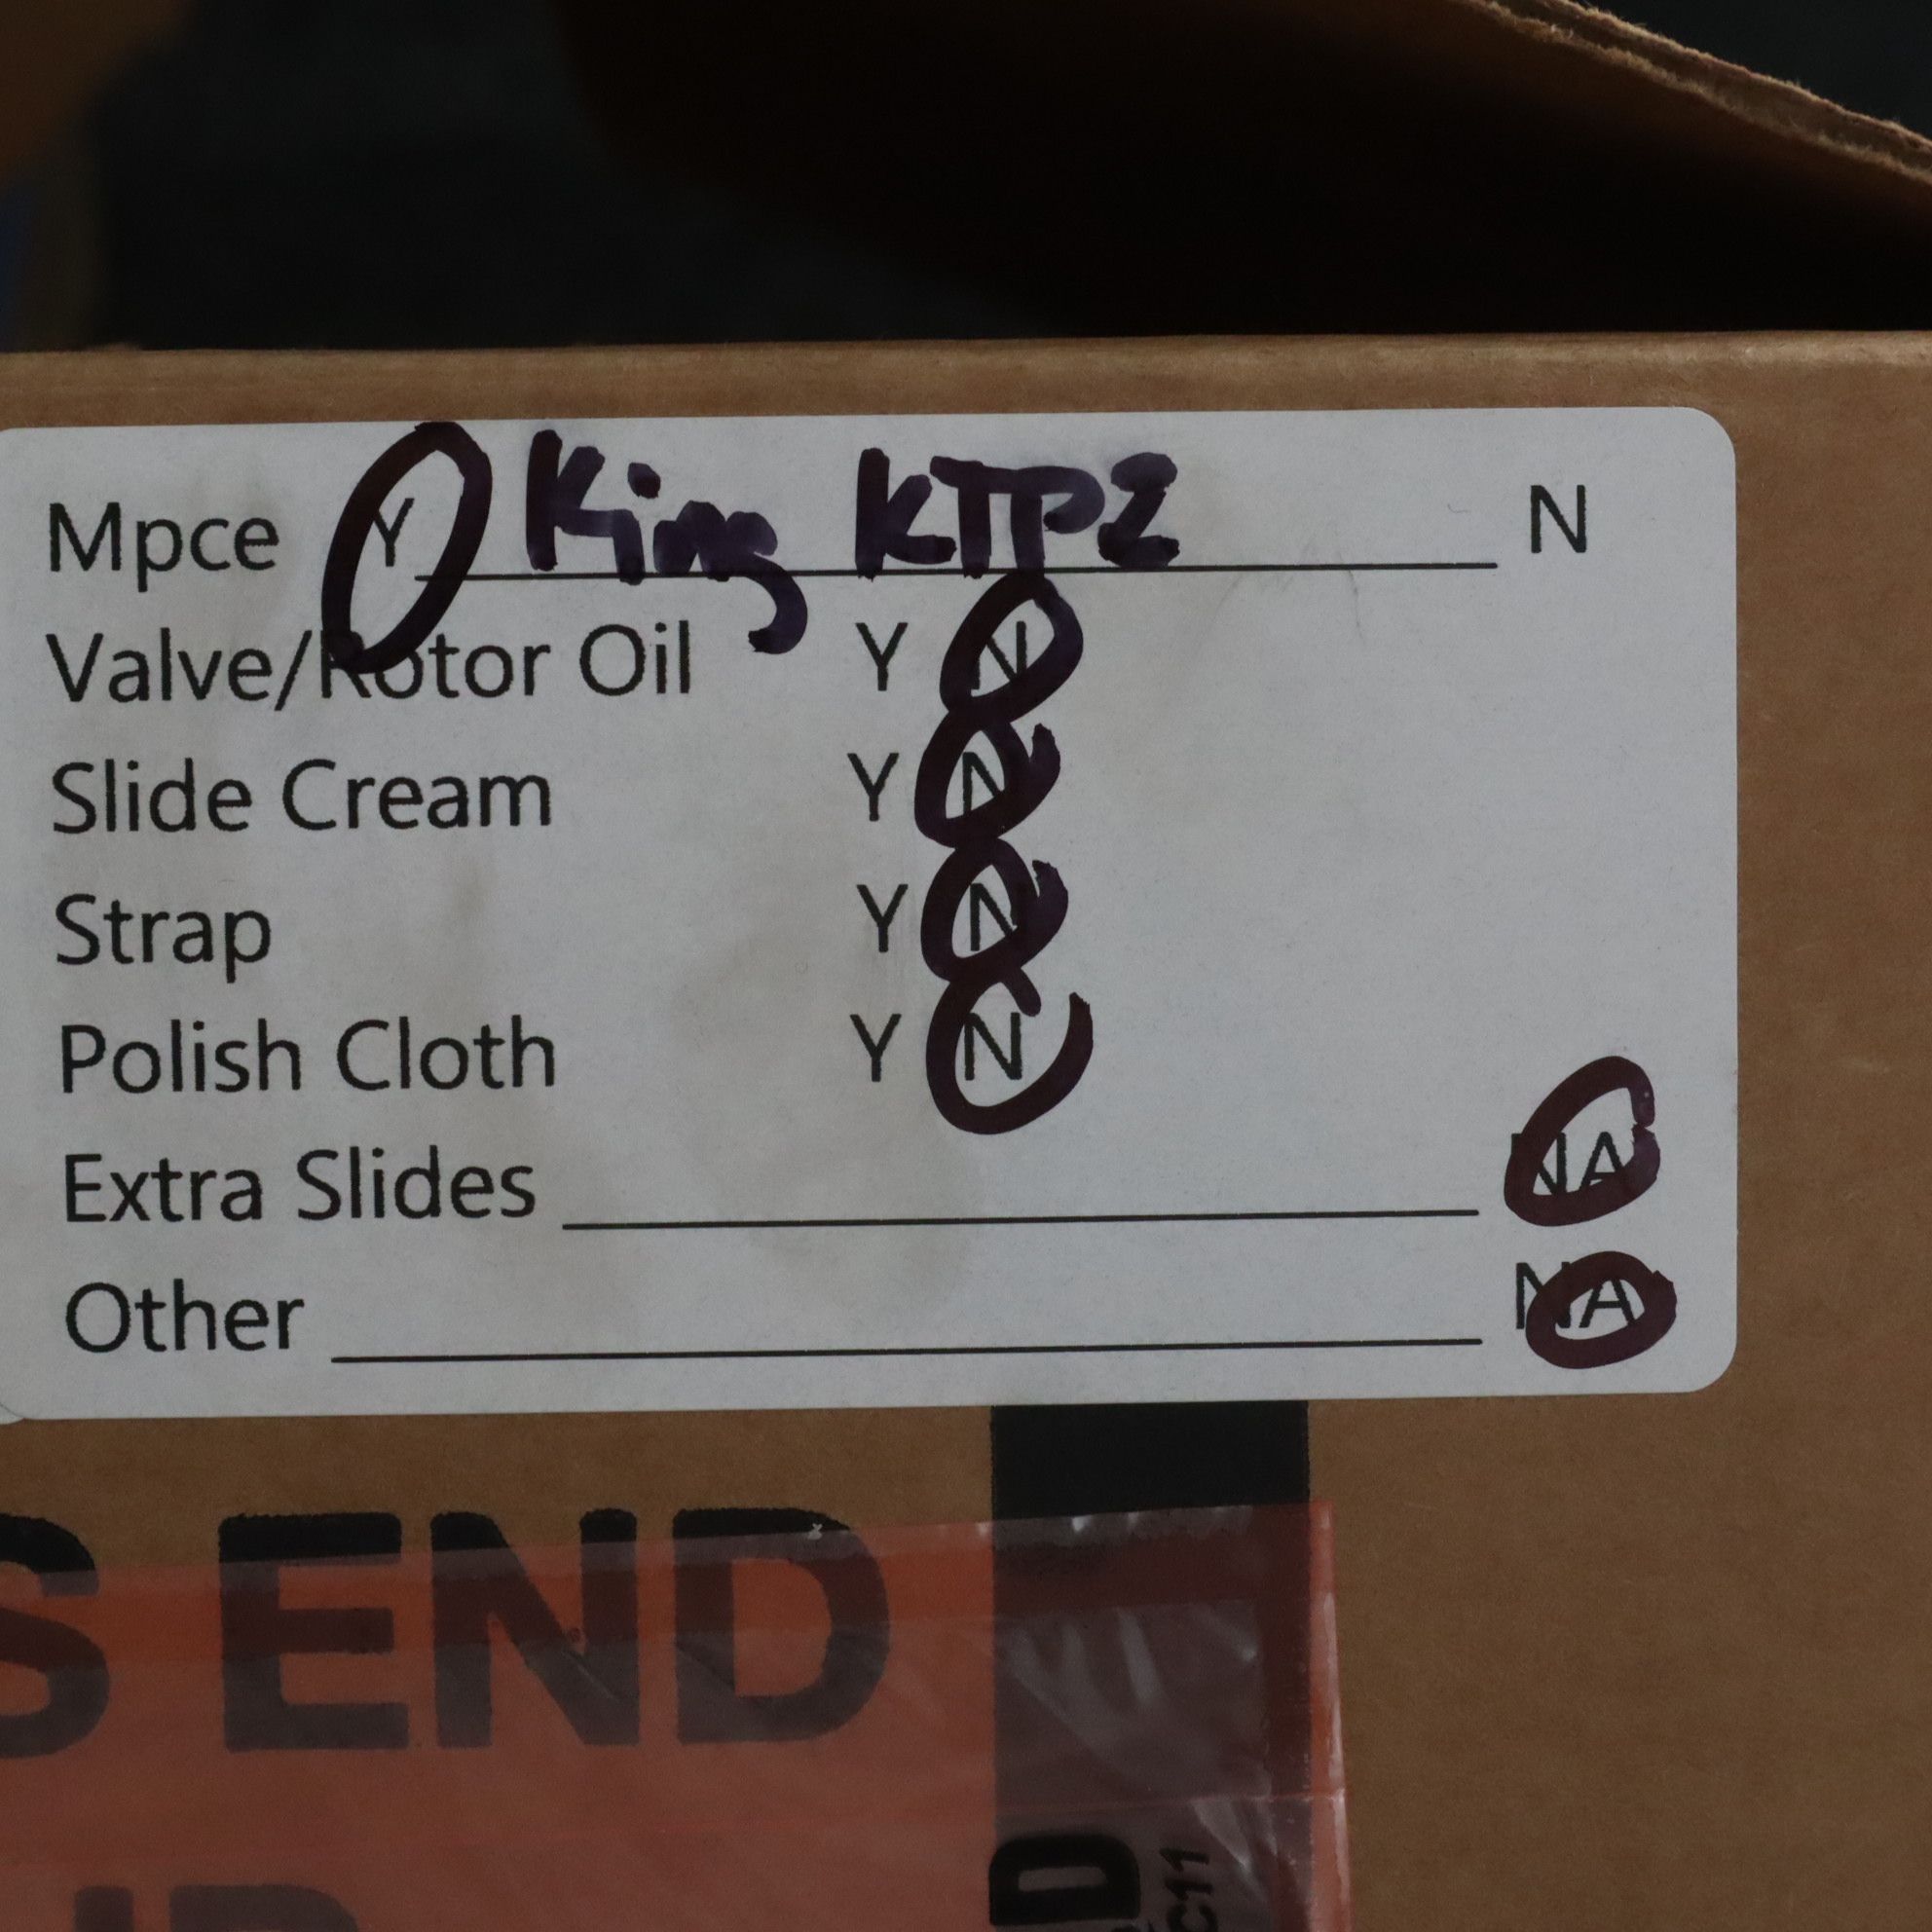 Mpce Y King KTP2 N
Valve/Rotor Oil Y N
Slide Cream Y N
Strap Y N
Polish Cloth Y N
Extra Slides NA
Other NA
S END